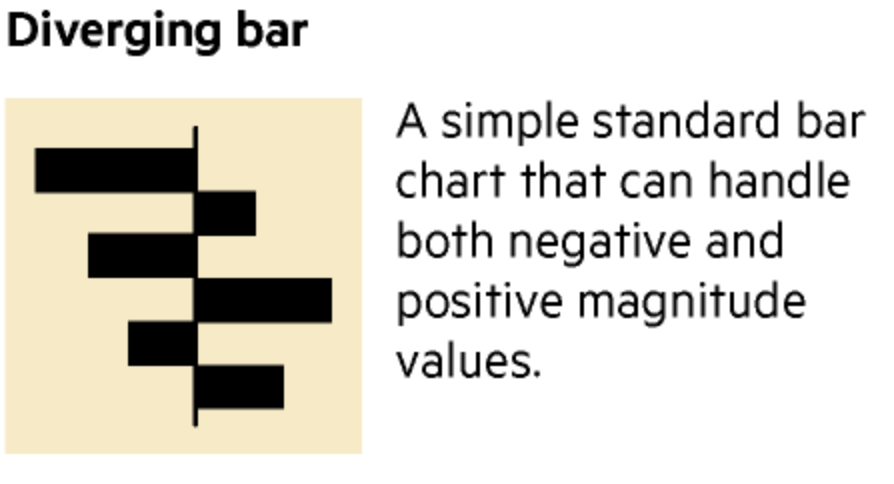 Diverging bar
A simple standard bar
chart that can handle
both negative and
positive magnitude
values.